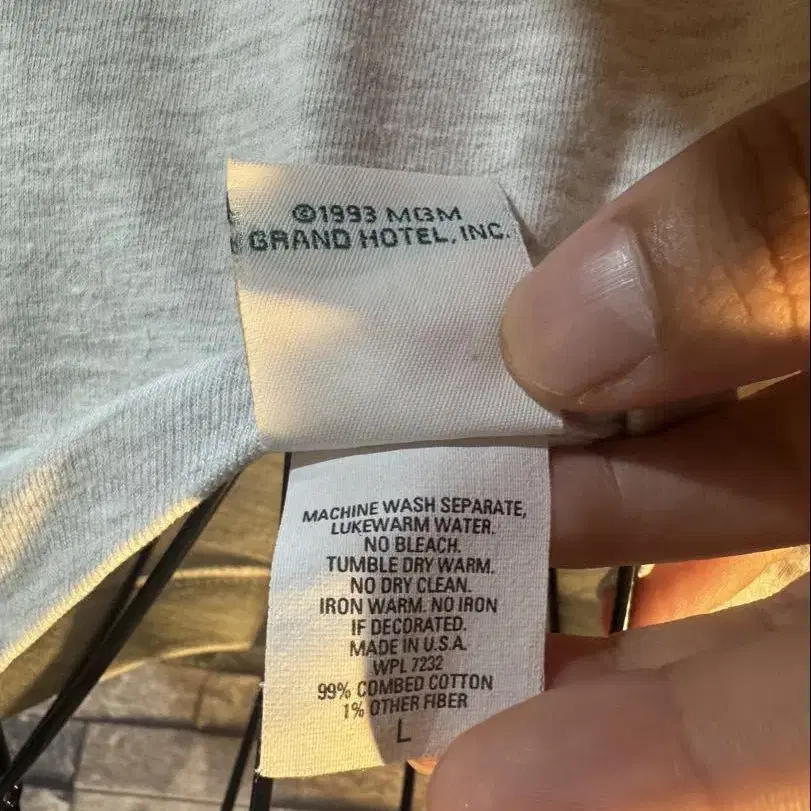 ©1993 MGM
GRAND HOTEL, INC.
MACHINE WASH SEPARATE,
LUKEWARM WATER.
NO BLEACH.
TUMBLE DRY WARM.
NO DRY CLEAN.
IRON WARM. NO IRON
IF DECORATED.
MADE IN U.S.A.
WPL 7232
99% COMBED COTTON
1% OTHER FIBER
L